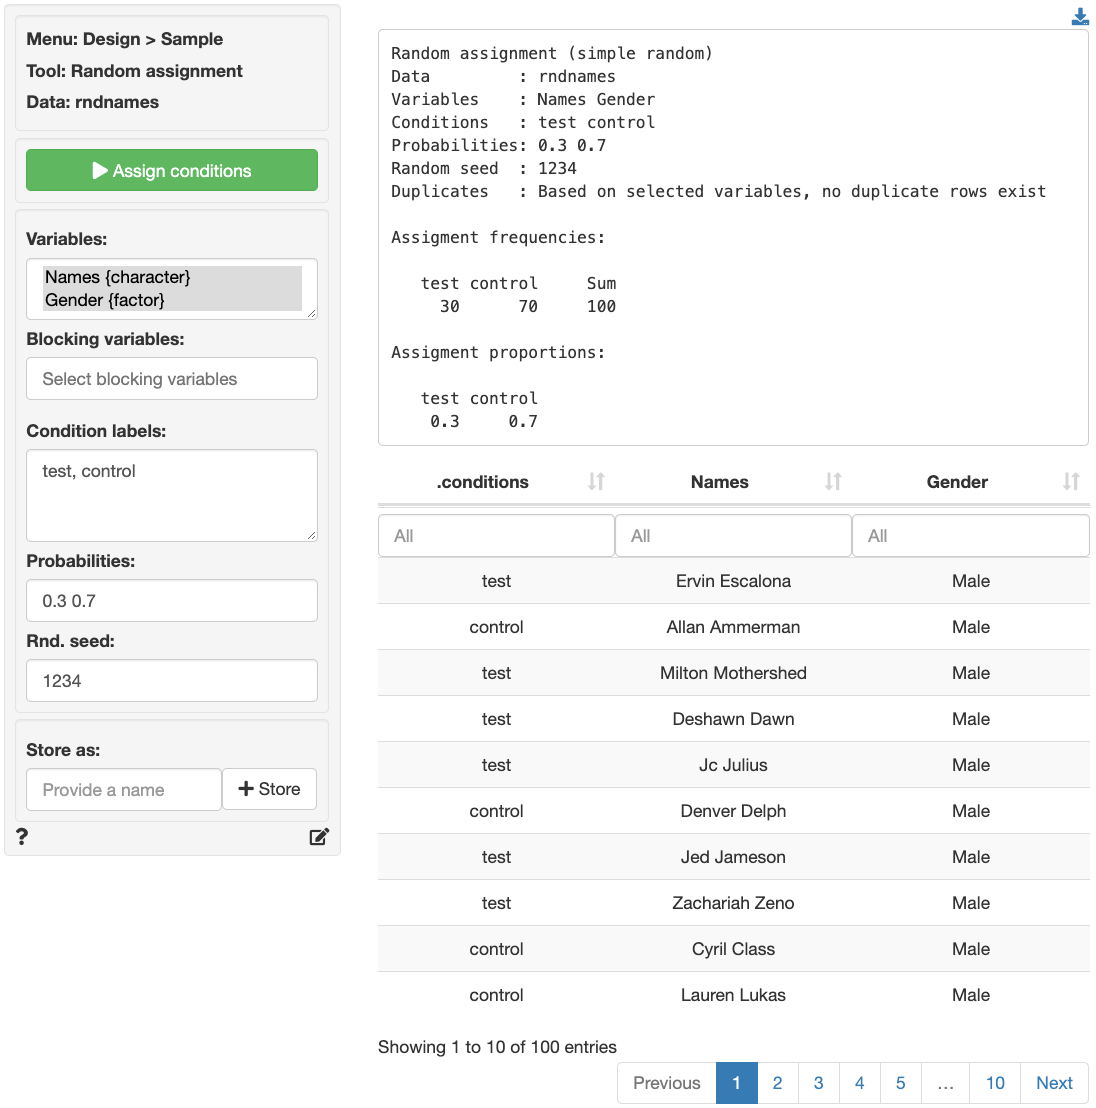 Menu: Design > Sample
Tool: Random assignment
Data: rndnames
Assign conditions
Variables:
Names {character}
Gender {factor}
Blocking variables:
Select blocking variables
Condition labels:
test, control
Probabilities:
0.3 0.7
Rnd. seed:
1234
Store as:
Provide a name
+ Store
?
Random assignment (simple random)
Data         : rndnames
Variables    : Names Gender
Conditions   : test control
Probabilities: 0.3 0.7
Random seed  : 1234
Duplicates   : Based on selected variables, no duplicate rows exist
Assigment frequencies:
test control     Sum
30      70     100
Assigment proportions:
test control
0.3     0.7
.conditions Names Gender
All All All
test Ervin Escalona Male
control Allan Ammerman Male
test Milton Mothershed Male
test Deshawn Dawn Male
test Jc Julius Male
control Denver Delph Male
test Jed Jameson Male
test Zachariah Zeno Male
control Cyril Class Male
control Lauren Lukas Male
Showing 1 to 10 of 100 entries
Previous 1 2 3 4 5 … 10 Next